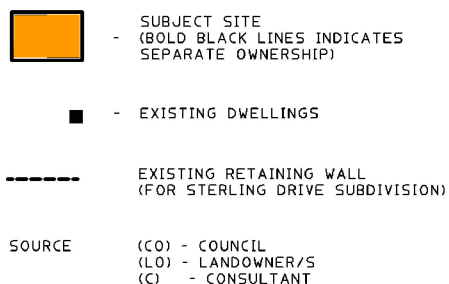 - SUBJECT SITE
(BOLD BLACK LINES INDICATES
SEPARATE OWNERSHIP)
- EXISTING DWELLINGS
EXISTING RETAINING WALL
(FOR STERLING DRIVE SUBDIVISION)
SOURCE (CO) - COUNCIL
(LO) - LANDOWNER/S
(C) - CONSULTANT